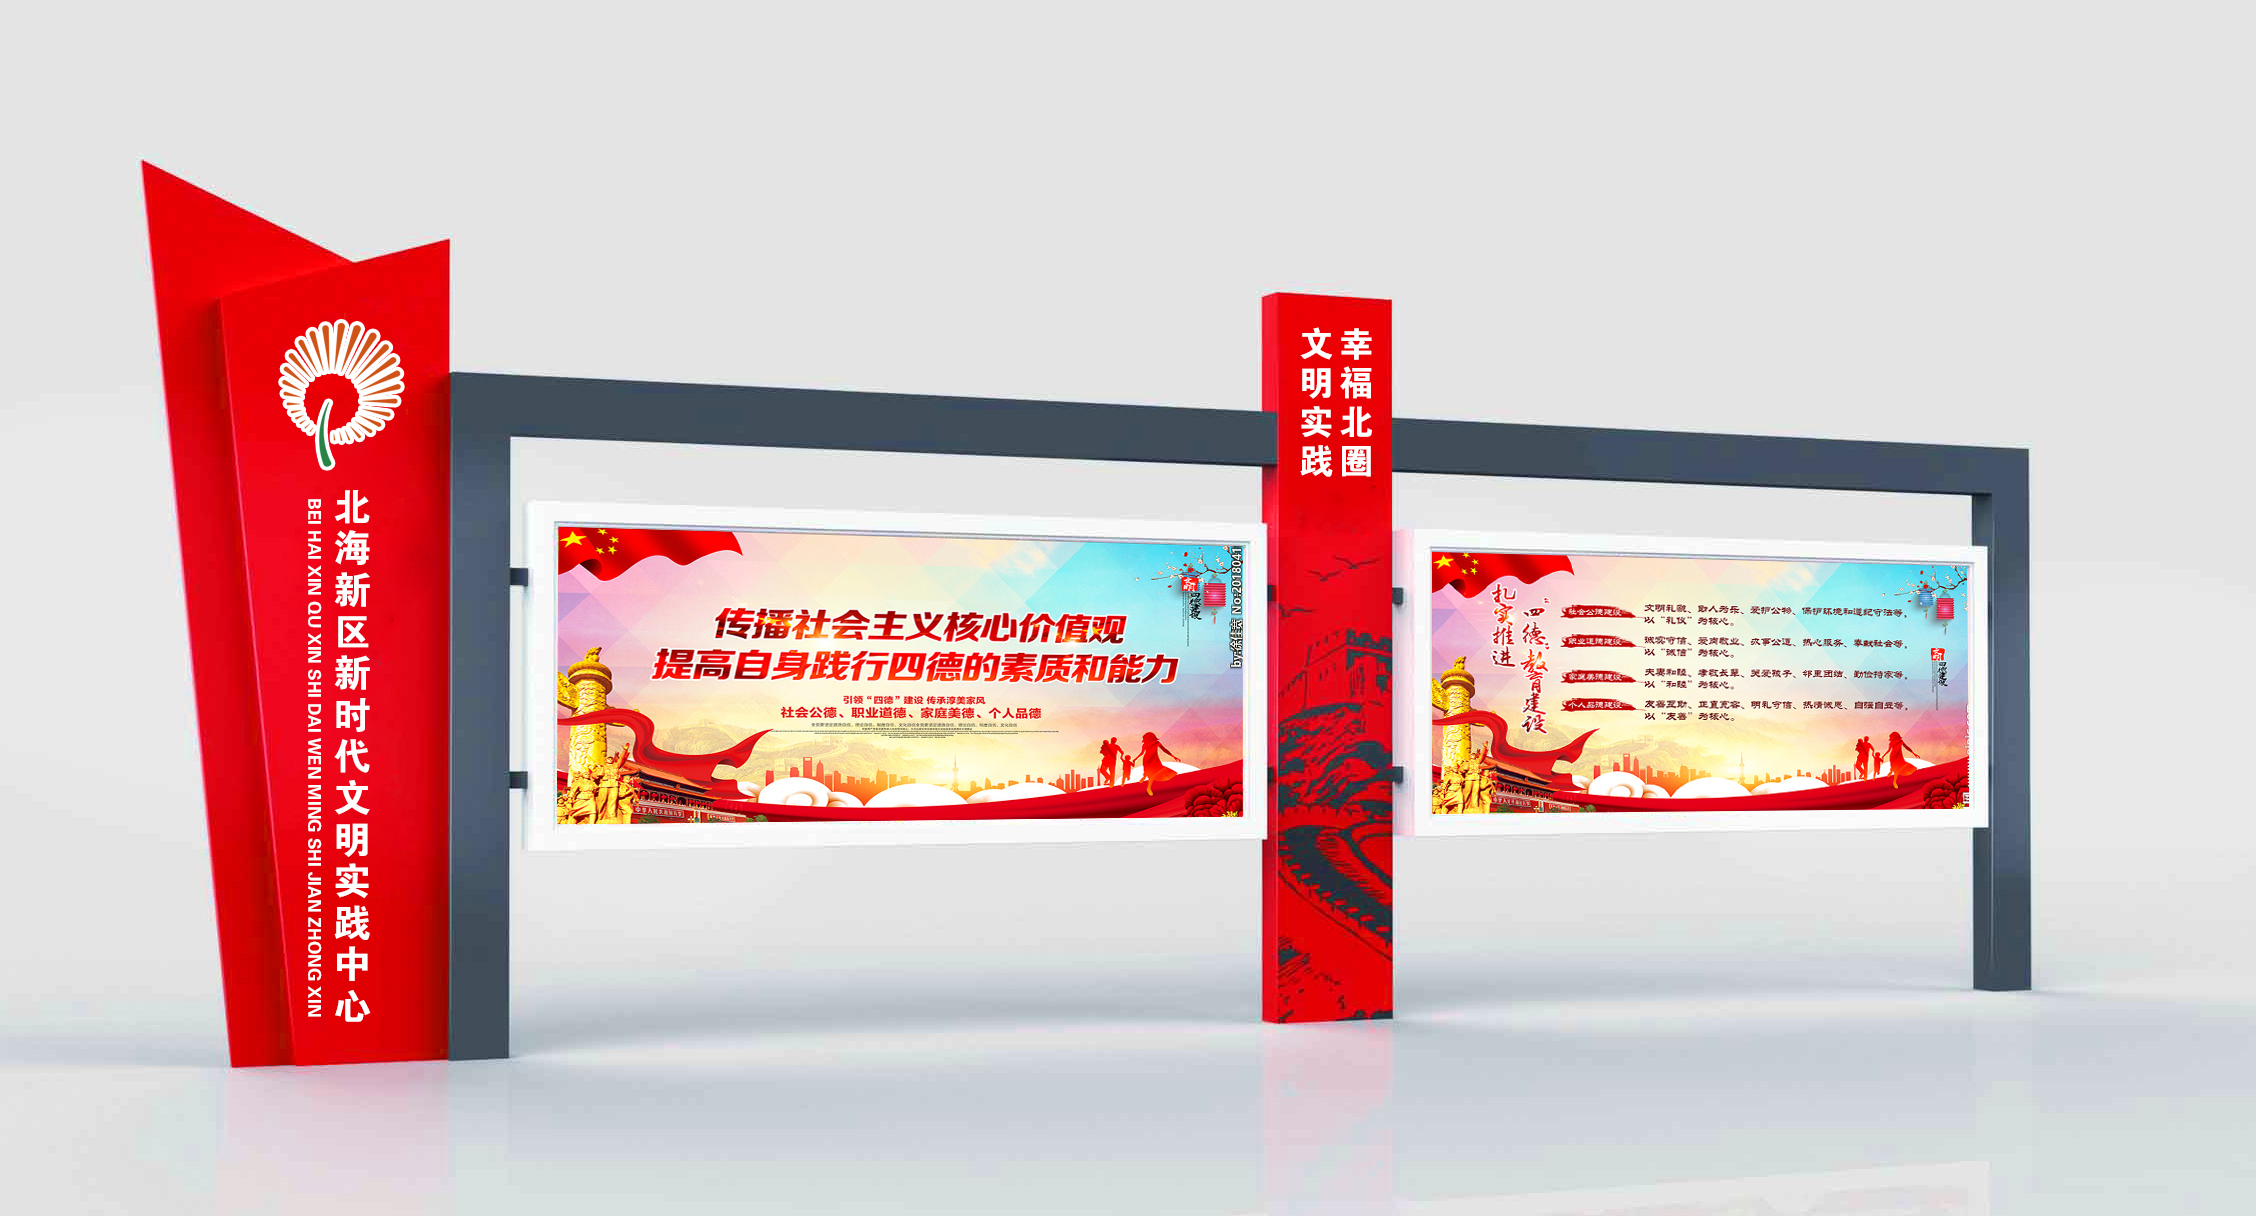 北海新区新时代文明实践中心
BEI HAI XIN QU XIN SHI DAI WEN MING SHI JIAN ZHONG XIN
传播社会主义核心价值观
提高自身践行四德的素质和能力
引领“四德”建设 传承淳美家风
社会公德、职业道德、家庭美德、个人品德
四德建设
No:2018041
幸福北圈
文明实践
扎实推进
“四德”教育建设
社会公德建设
文明礼貌、助人为乐、爱护公物、保护环境和遵纪守法等，
以“礼仪”为核心。
职业道德建设
诚实守信、爱岗敬业、办事公道、热心服务、奉献社会等，
以“诚信”为核心。
家庭美德建设
夫妻和睦、孝敬长辈、关爱孩子、邻里团结、勤俭持家等，
以“和睦”为核心。
个人品德建设
友善互助、正直宽容、明礼守信、热情诚恳、自强自立等，
以“友善”为核心。
四德建设